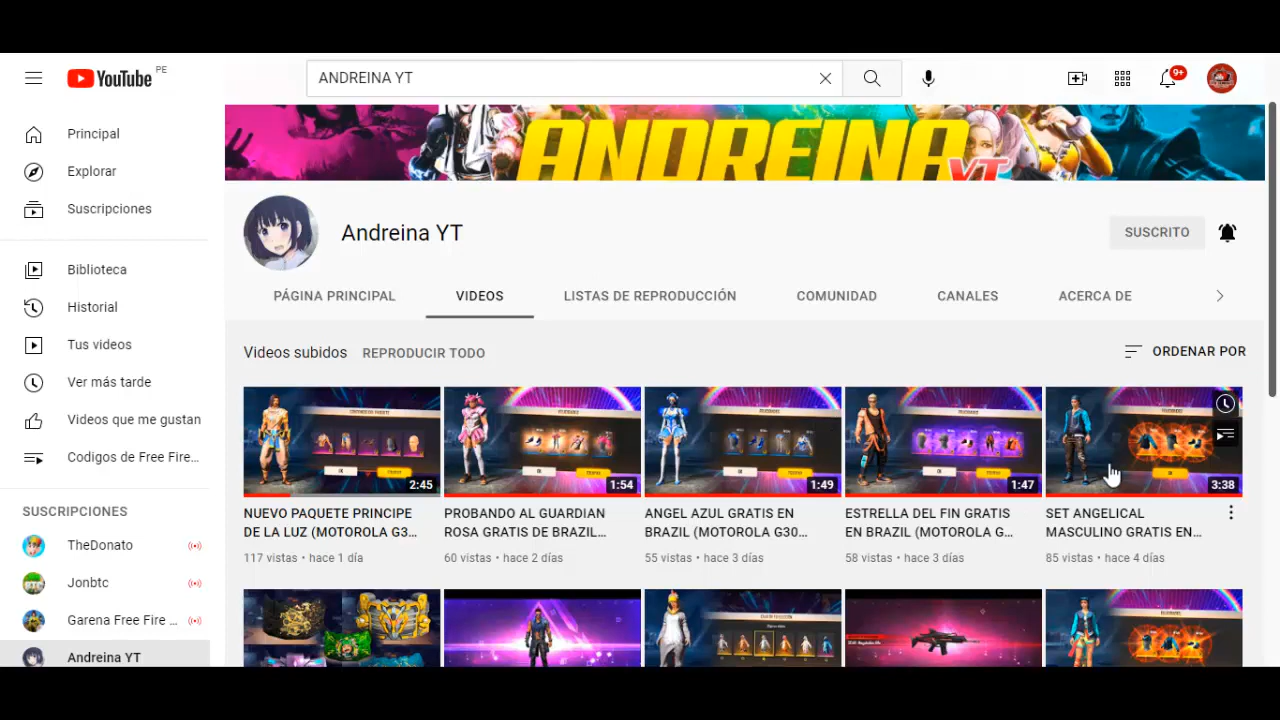 YouTube PE
ANDREINA YT
9+
Principal
Explorar
Suscripciones
Biblioteca
Historial
Tus videos
Ver más tarde
Videos que me gustan
Codigos de Free Fire...
SUSCRIPCIONES
TheDonato
Jonbtc
Garena Free Fire ...
Andreina YT
ANDREINA YT
Andreina YT
SUSCRITO
PÁGINA PRINCIPAL
VIDEOS
LISTAS DE REPRODUCCIÓN
COMUNIDAD
CANALES
ACERCA DE
Videos subidos
REPRODUCIR TODO
ORDENAR POR
2:45
1:54
1:49
1:47
3:38
NUEVO PAQUETE PRINCIPE
DE LA LUZ (MOTOROLA G3...
117 vistas • hace 1 día
PROBANDO AL GUARDIAN
ROSA GRATIS DE BRAZIL...
60 vistas • hace 2 días
ANGEL AZUL GRATIS EN
BRAZIL (MOTOROLA G30...
55 vistas • hace 3 días
ESTRELLA DEL FIN GRATIS
EN BRAZIL (MOTOROLA G...
58 vistas • hace 3 días
SET ANGELICAL
MASCULINO GRATIS EN...
85 vistas • hace 4 días